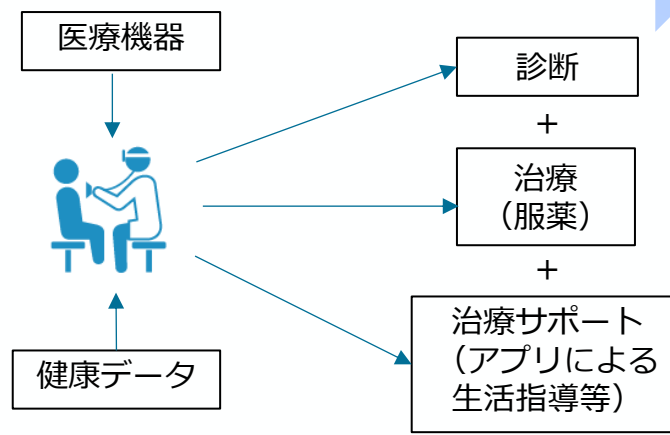 医療機器
健康データ
診断
+
治療
（服薬）
+
治療サポート
（アプリによる
生活指導等）